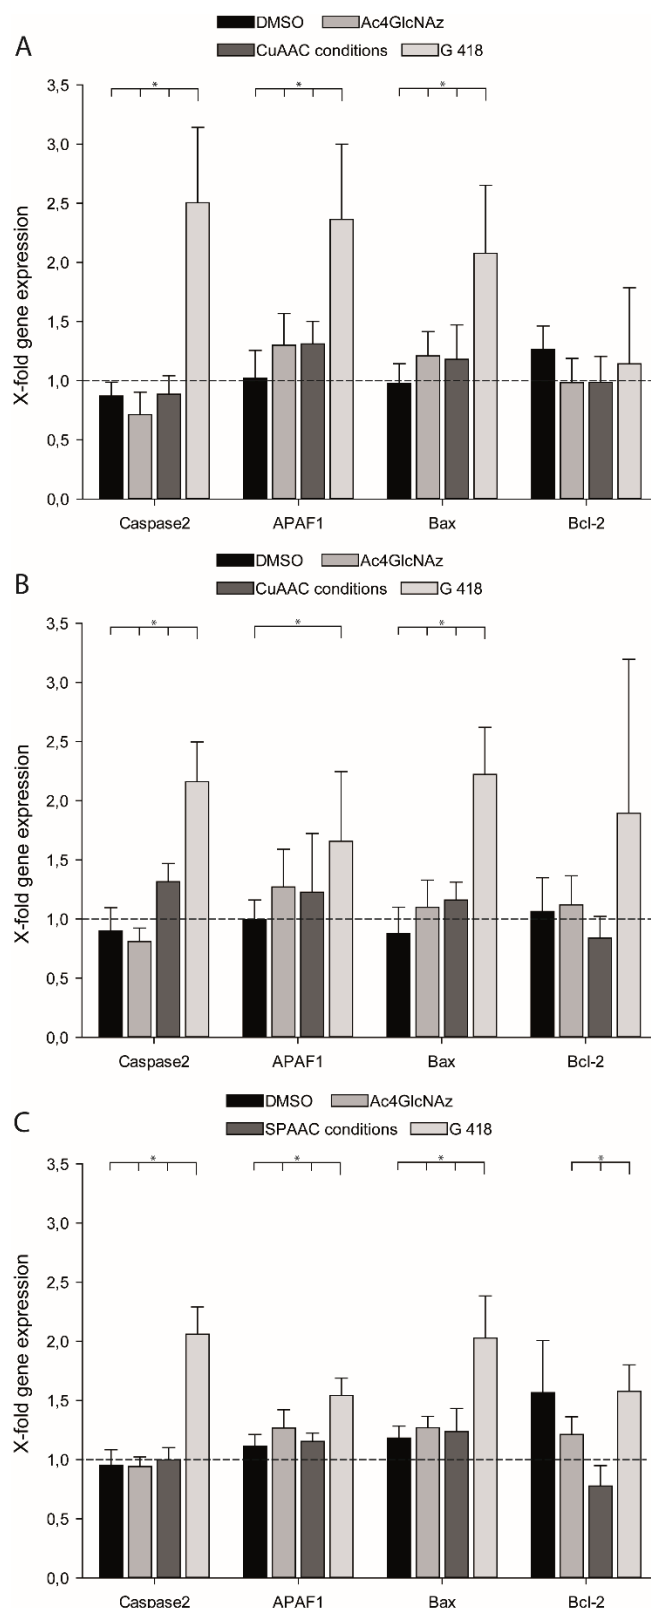 DMSO Ac4GlcNAz
A
CuAAC conditions G 418
3,5
* * *
3,0
2,5
2,0
1,5
1,0
0,5
0,0
X-fold gene expression
Caspase2 APAF1 Bax Bcl-2
DMSO Ac4GlcNAz
B
CuAAC conditions G 418
3,5
* * *
3,0
2,5
2,0
1,5
1,0
0,5
0,0
X-fold gene expression
Caspase2 APAF1 Bax Bcl-2
DMSO Ac4GlcNAz
C
SPAAC conditions G 418
3,5
* * * *
3,0
2,5
2,0
1,5
1,0
0,5
0,0
X-fold gene expression
Caspase2 APAF1 Bax Bcl-2